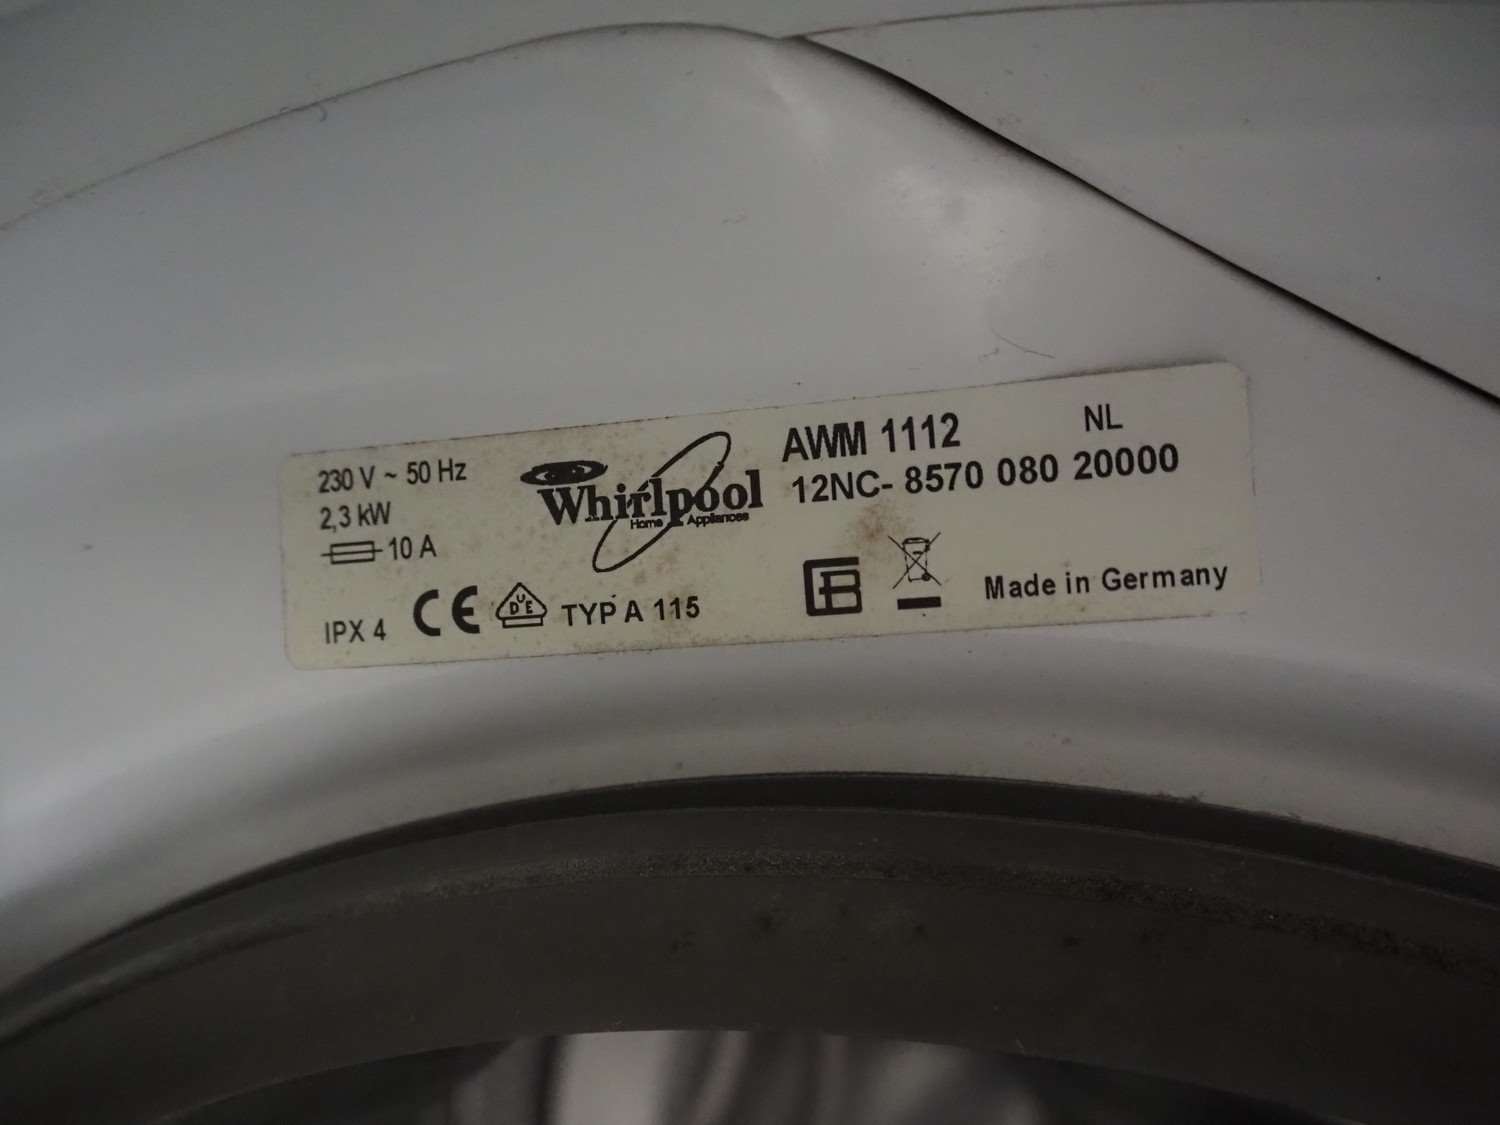 230 V ~ 50 Hz
2,3 kW
10 A
IPX 4
CE
DVE
TYP A 115
Whirlpool
Home Appliances
AWM 1112 NL
12NC- 8570 080 20000
Made in Germany